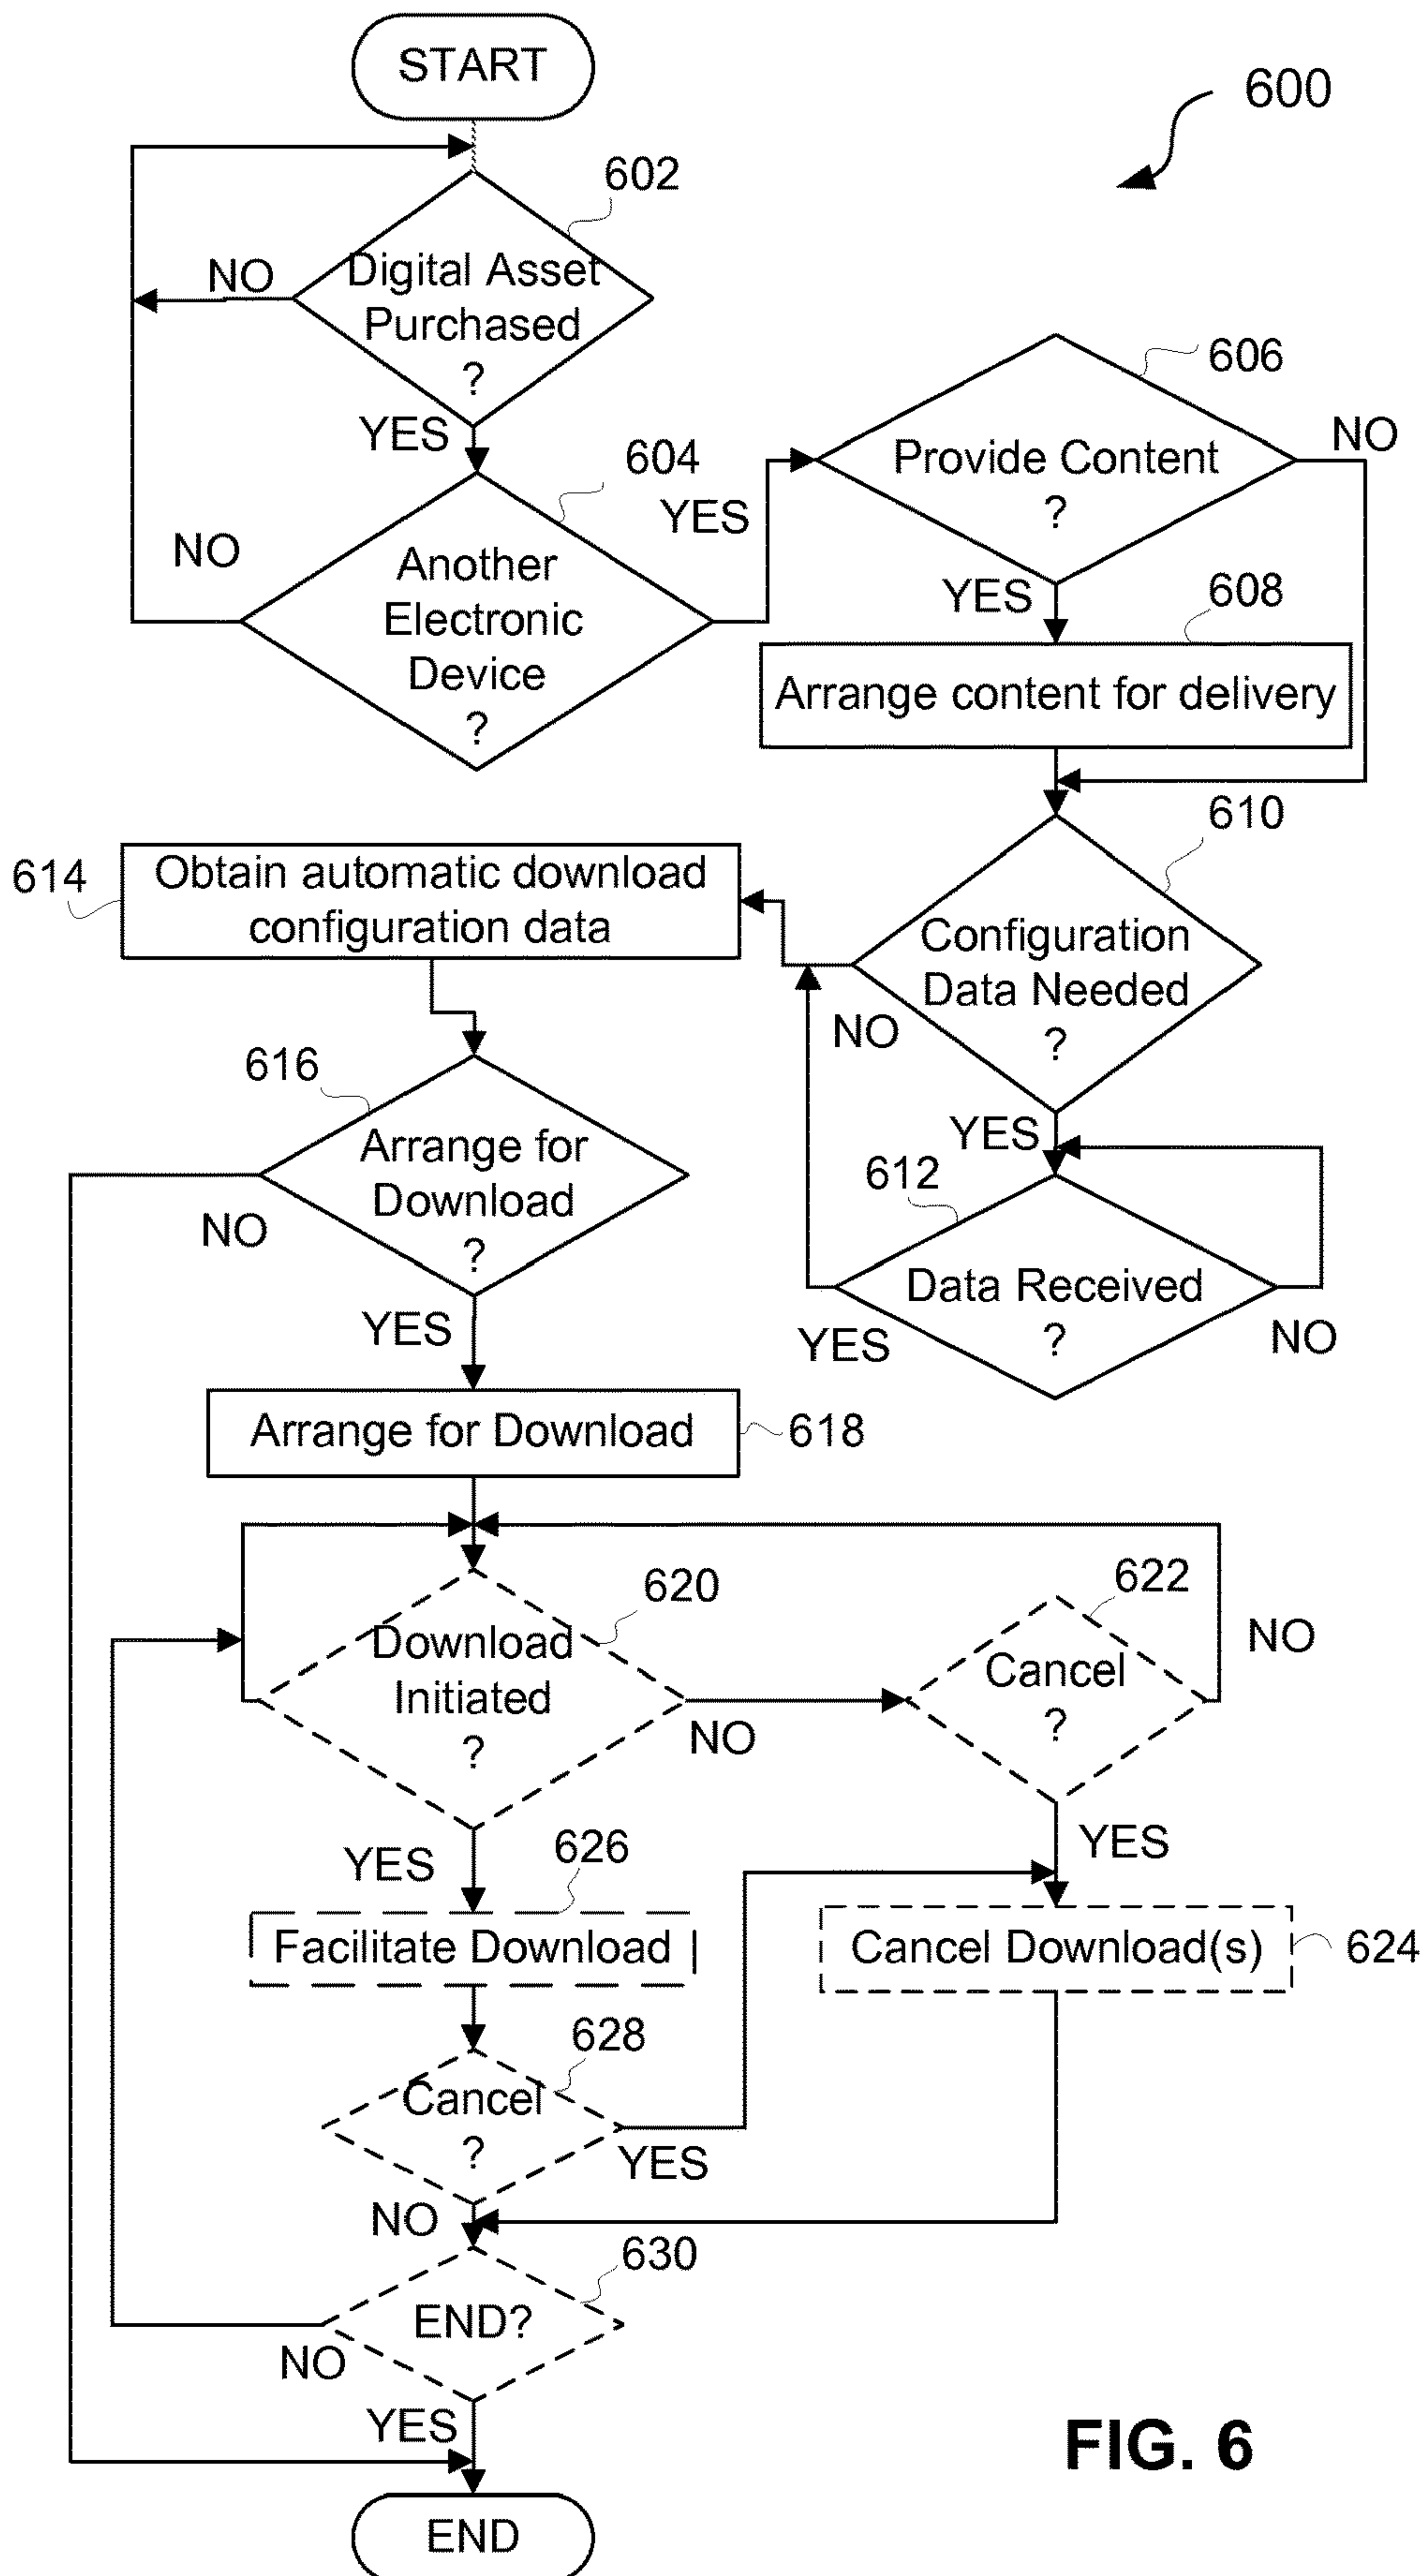 START
600
602
Digital Asset
Purchased
?
NO
YES
604
Another
Electronic
Device
?
NO
YES
606
Provide Content
?
NO
YES
608
Arrange content for delivery
610
Configuration
Data Needed
?
NO
YES
612
Data Received
?
YES
NO
614
Obtain automatic download
configuration data
616
Arrange for
Download
?
NO
YES
Arrange for Download
618
620
Download
Initiated
?
NO
YES
622
Cancel
?
NO
YES
626
Facilitate Download
Cancel Download(s)
624
628
Cancel
?
YES
NO
630
END?
NO
YES
END
FIG. 6